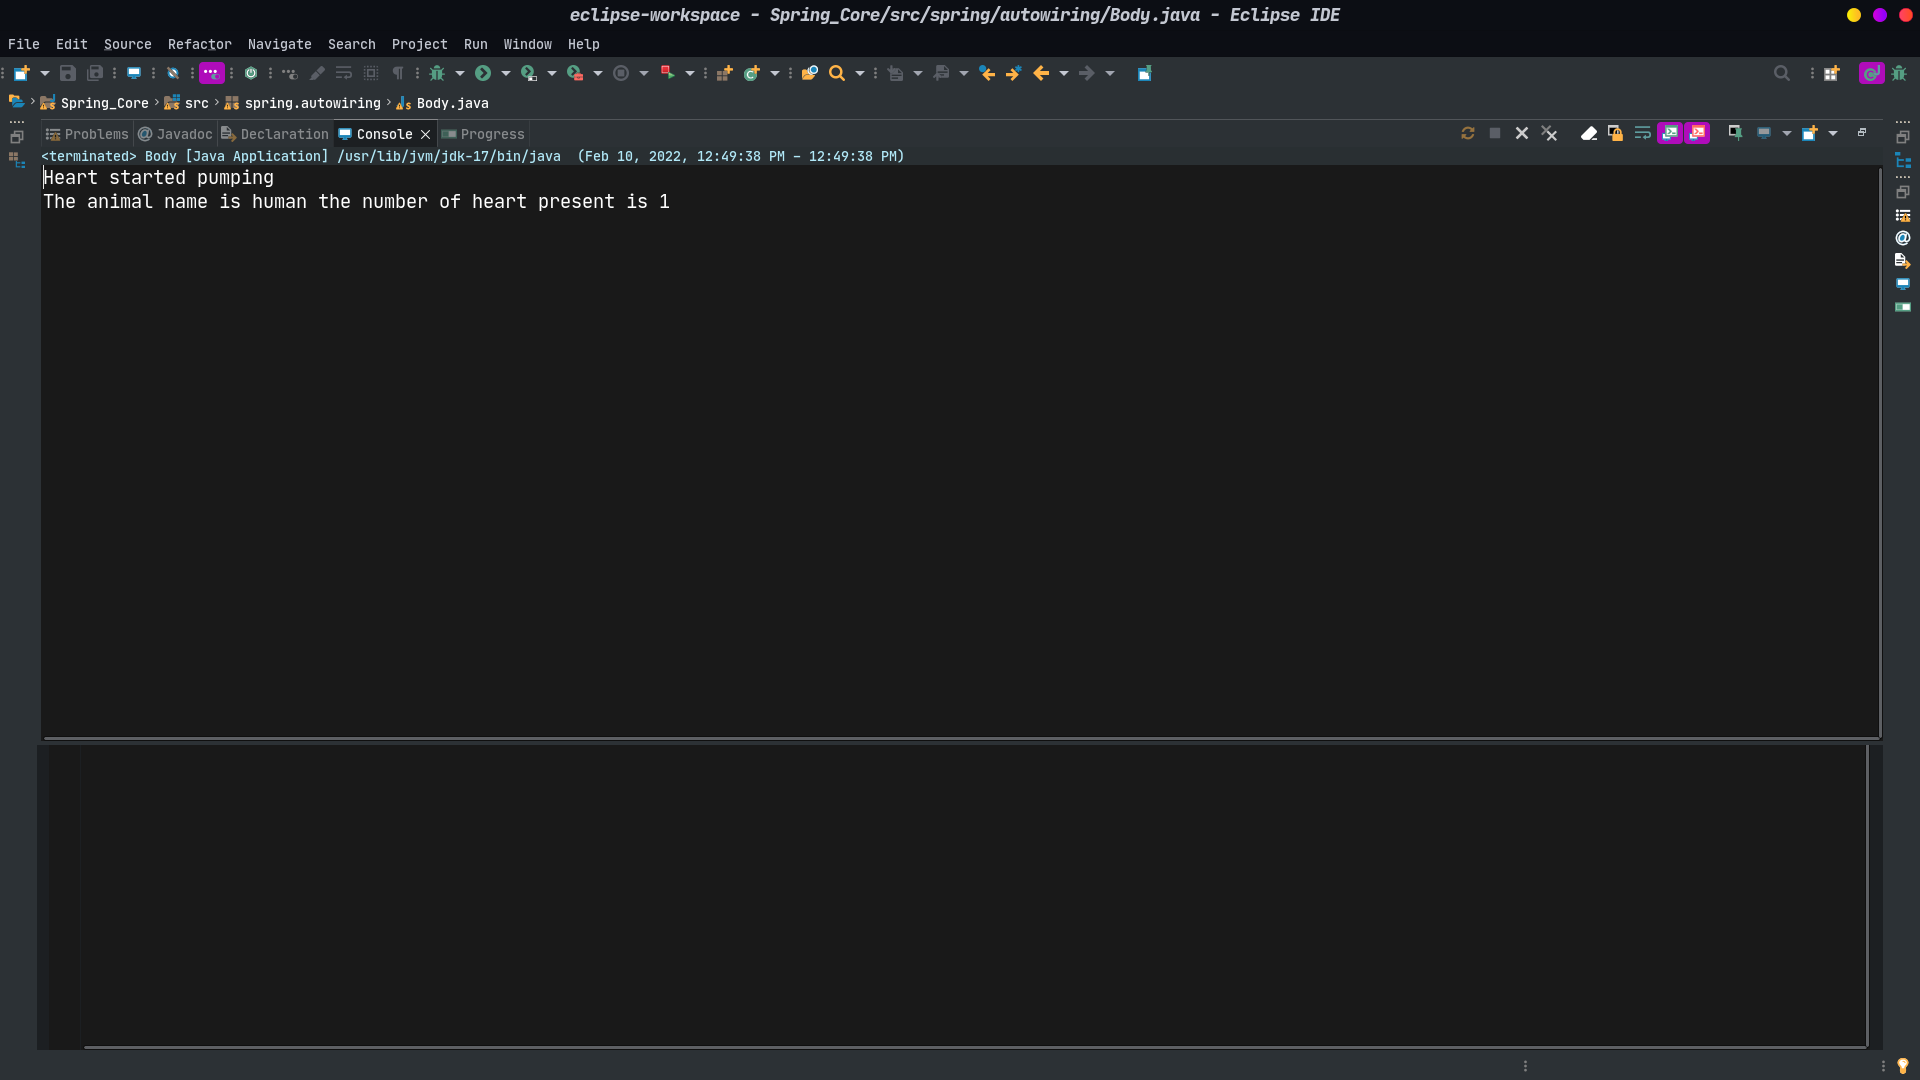 eclipse-workspace - Spring_Core/src/spring/autowiring/Body.java - Eclipse IDE
File Edit Source Refactor Navigate Search Project Run Window Help
Spring_Core › src › spring.autowiring › Body.java
Problems @ Javadoc Declaration Console Progress
<terminated> Body [Java Application] /usr/lib/jvm/jdk-17/bin/java (Feb 10, 2022, 12:49:38 PM – 12:49:38 PM)
Heart started pumping
The animal name is human the number of heart present is 1